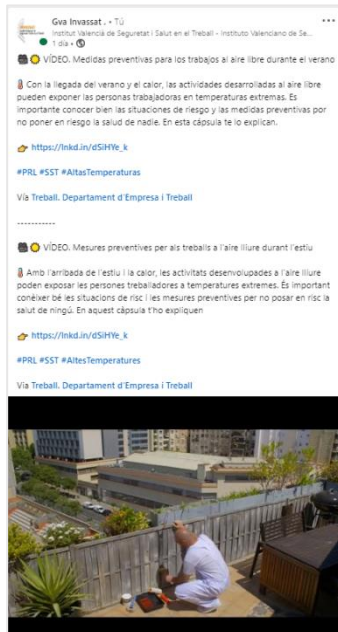 Gva Invassat . • Tú
Institut Valencià de Seguretat i Salut en el Treball - Instituto Valenciano de Se...
1 día •
VÍDEO. Medidas preventivas para los trabajos al aire libre durante el verano
Con la llegada del verano y el calor, las actividades desarrolladas al aire libre
pueden exponer las personas trabajadoras en temperaturas extremas. Es
importante conocer bien las situaciones de riesgo y las medidas preventivas por
no poner en riesgo la salud de nadie. En esta cápsula te lo explican.
https://lnkd.in/dSiHYe_k
#PRL #SST #AltasTemperaturas
Vía Treball. Departament d'Empresa i Treball
-----------
VÍDEO. Mesures preventives per als treballs a l'aire lliure durant l'estiu
Amb l'arribada de l'estiu i la calor, les activitats desenvolupades a l'aire lliure
poden exposar les persones treballadores a temperatures extremes. És important
conèixer bé les situacions de risc i les mesures preventives per no posar en risc la
salut de ningú. En aquest càpsula t'ho expliquen
https://lnkd.in/dSiHYe_k
#PRL #SST #AltesTemperatures
Via Treball. Departament d'Empresa i Treball